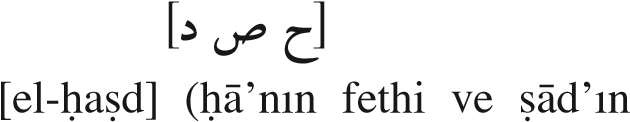 [ح ص د]
[el-ḥaṣd] (ḥā’nın fethi ve ṣād’ın